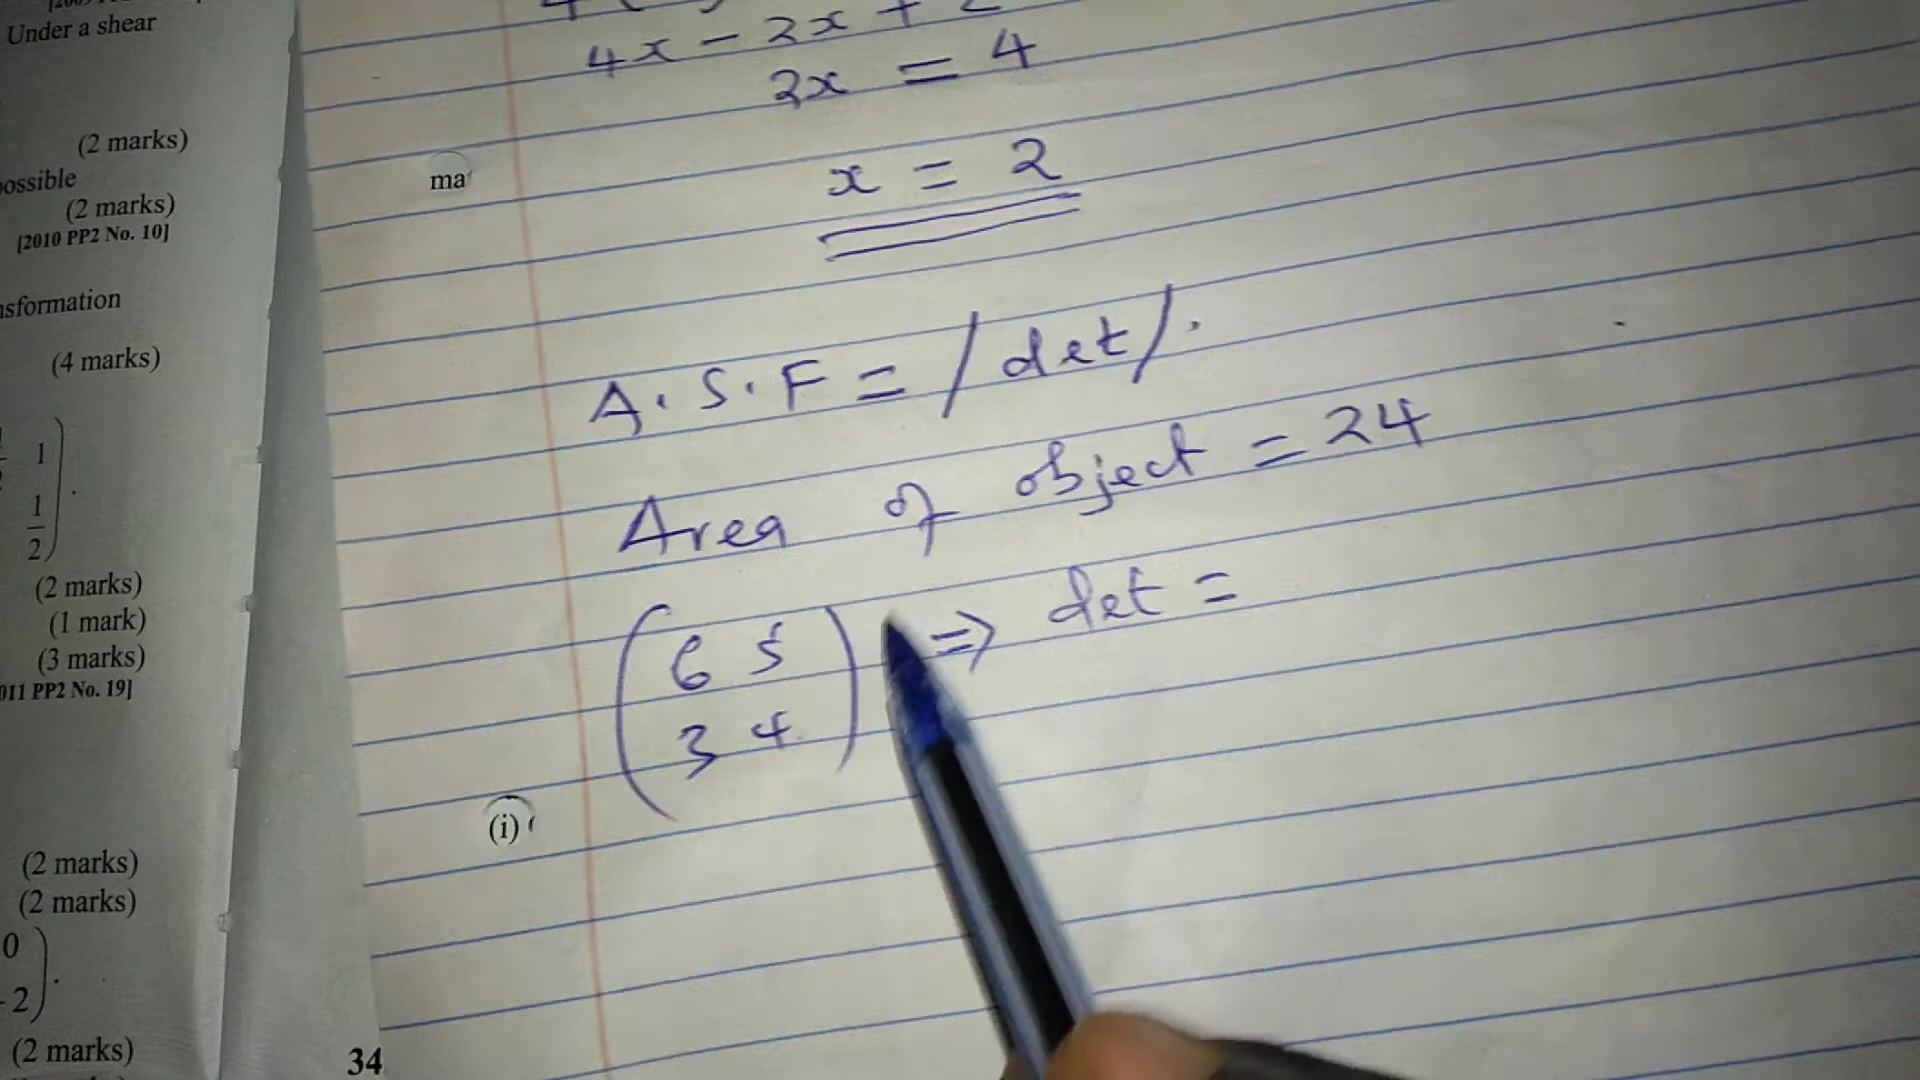 Under a shear
(2 marks)
possible
(2 marks)
[2010 PP2 No. 10]
nsformation
(4 marks)
1
1
2
(2 marks)
(1 mark)
(3 marks)
011 PP2 No. 19]
(2 marks)
(2 marks)
0
-2
(2 marks)
34
ma
(i)
4x - 2x +
2x = 4
x = 2
A.S.F = /det/.
Area of object = 24
(6 5) => det =
(3 4)